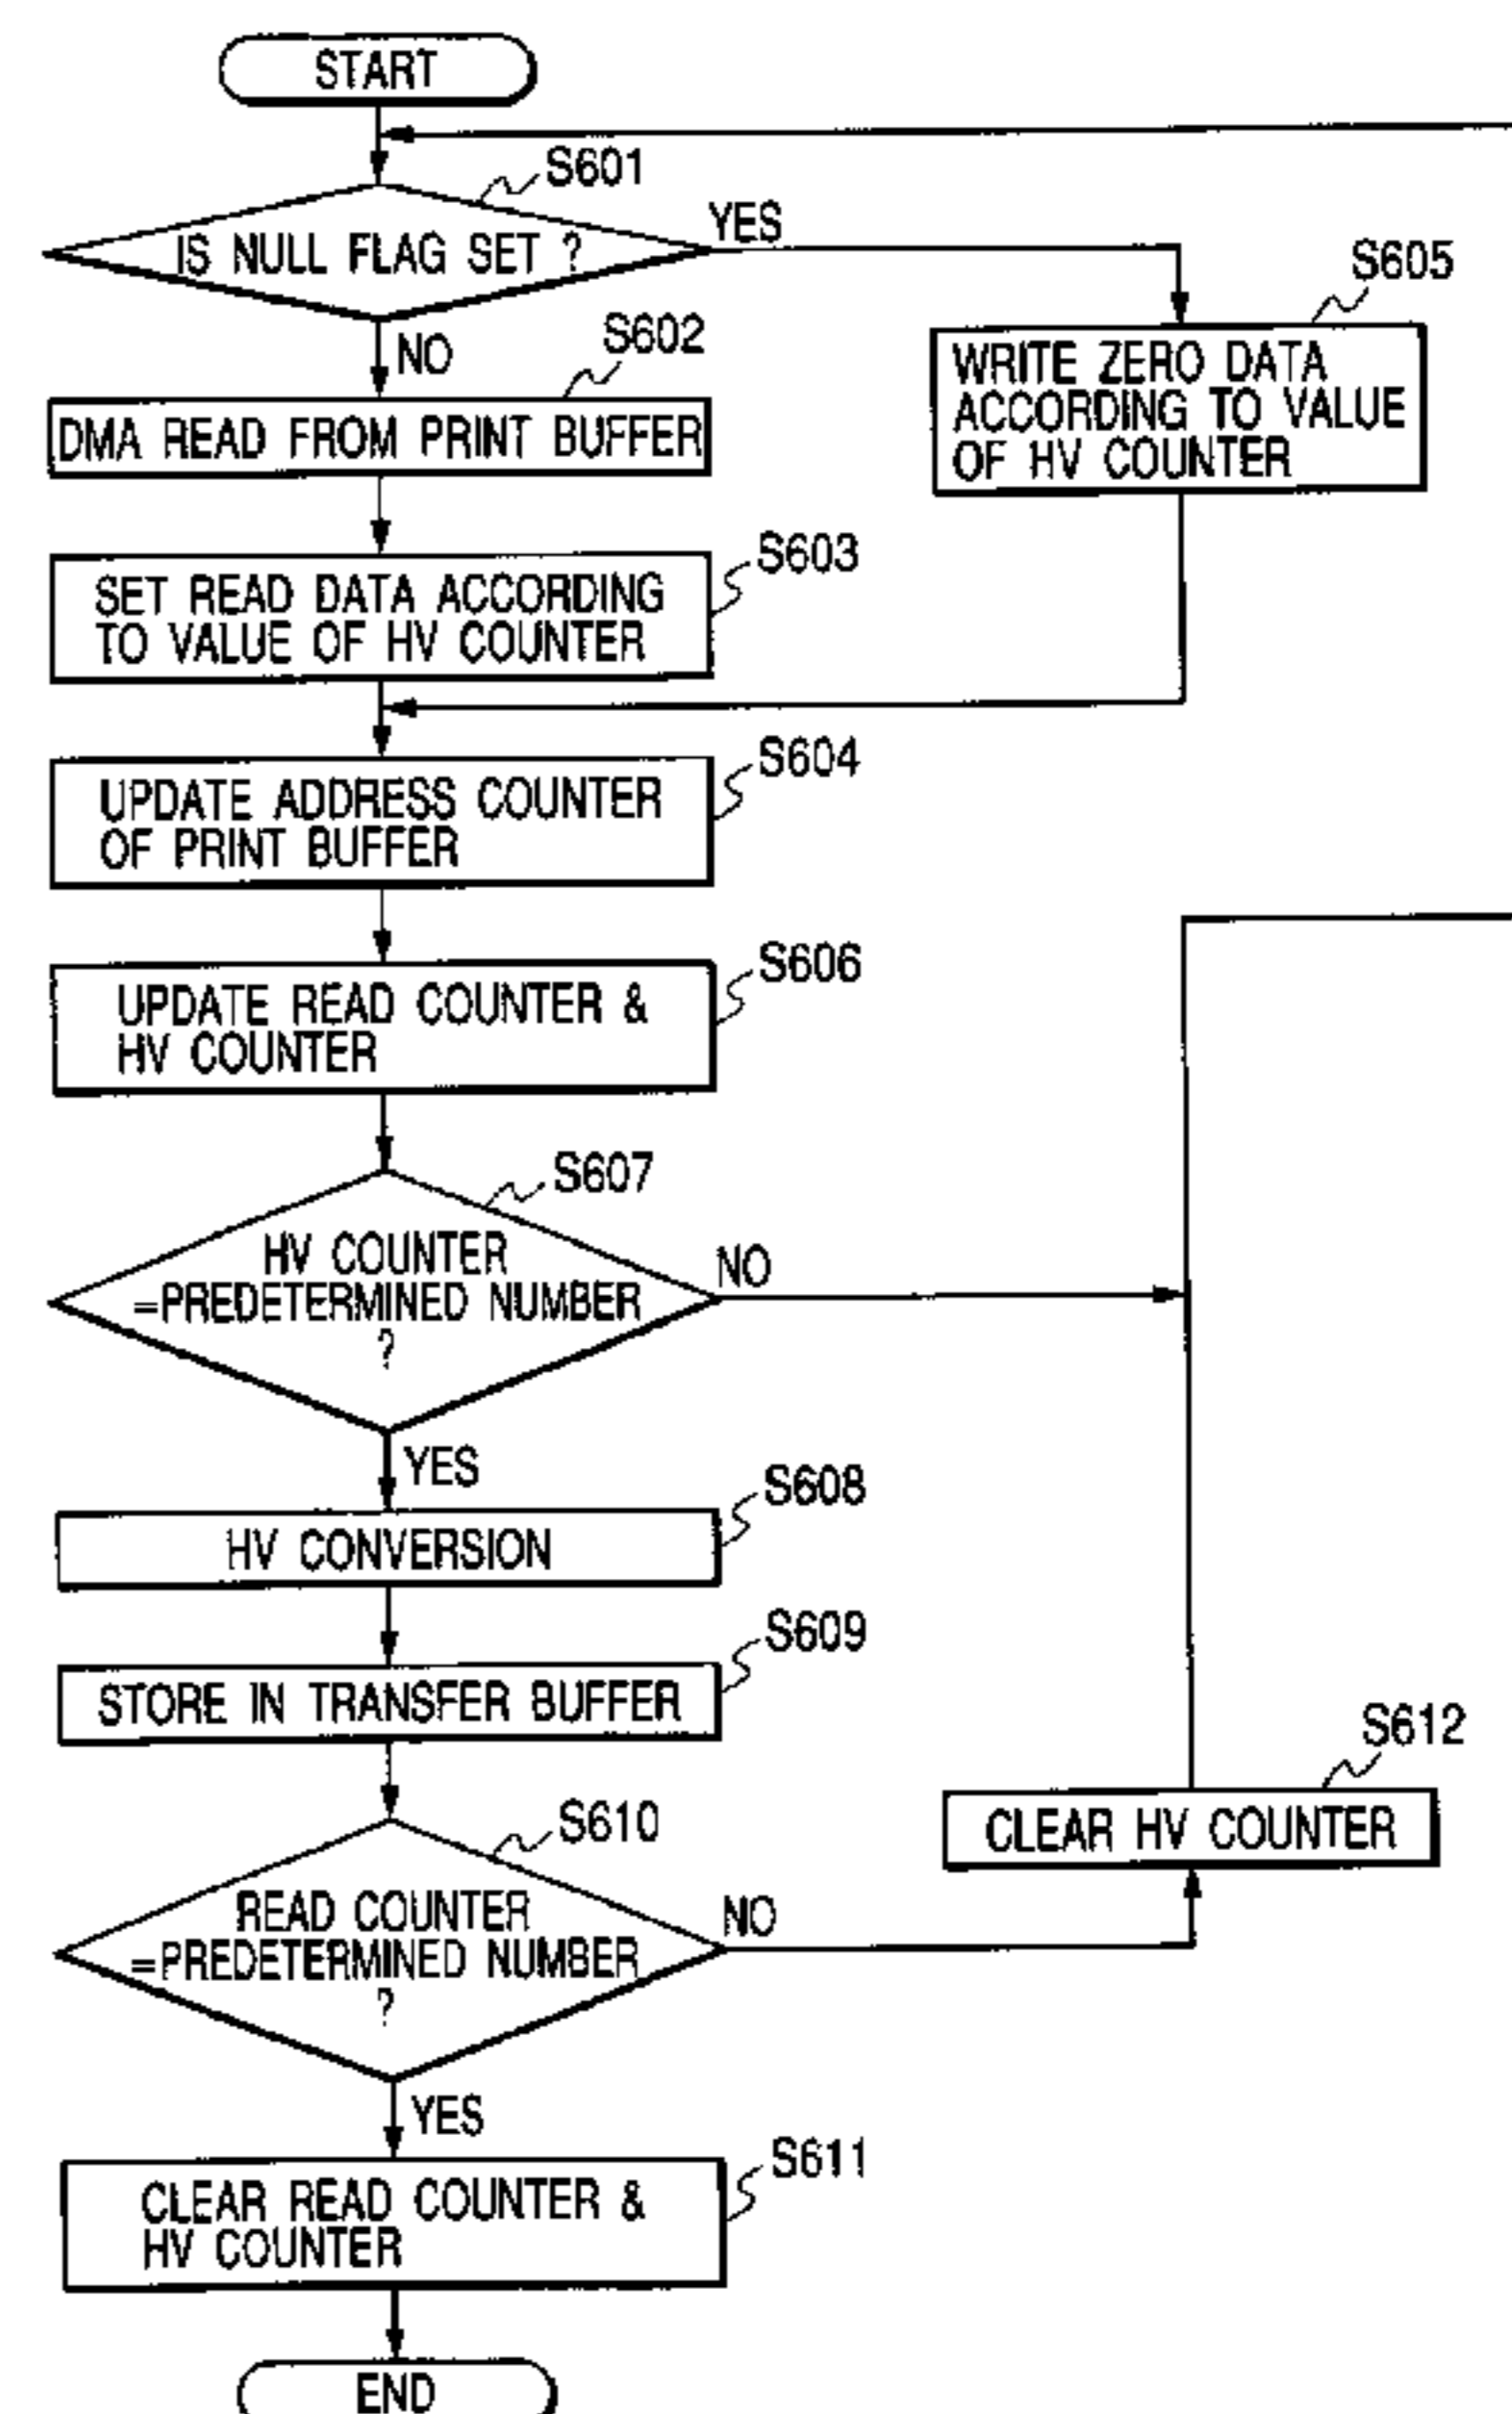 START
S601
IS NULL FLAG SET ?
YES
NO
S605
WRITE ZERO DATA
ACCORDING TO VALUE
OF HV COUNTER
S602
DMA READ FROM PRINT BUFFER
S603
SET READ DATA ACCORDING
TO VALUE OF HV COUNTER
S604
UPDATE ADDRESS COUNTER
OF PRINT BUFFER
S606
UPDATE READ COUNTER &
HV COUNTER
S607
HV COUNTER
=PREDETERMINED NUMBER
?
NO
YES
S608
HV CONVERSION
S609
STORE IN TRANSFER BUFFER
S612
CLEAR HV COUNTER
S610
READ COUNTER
=PREDETERMINED NUMBER
?
NO
YES
S611
CLEAR READ COUNTER &
HV COUNTER
END